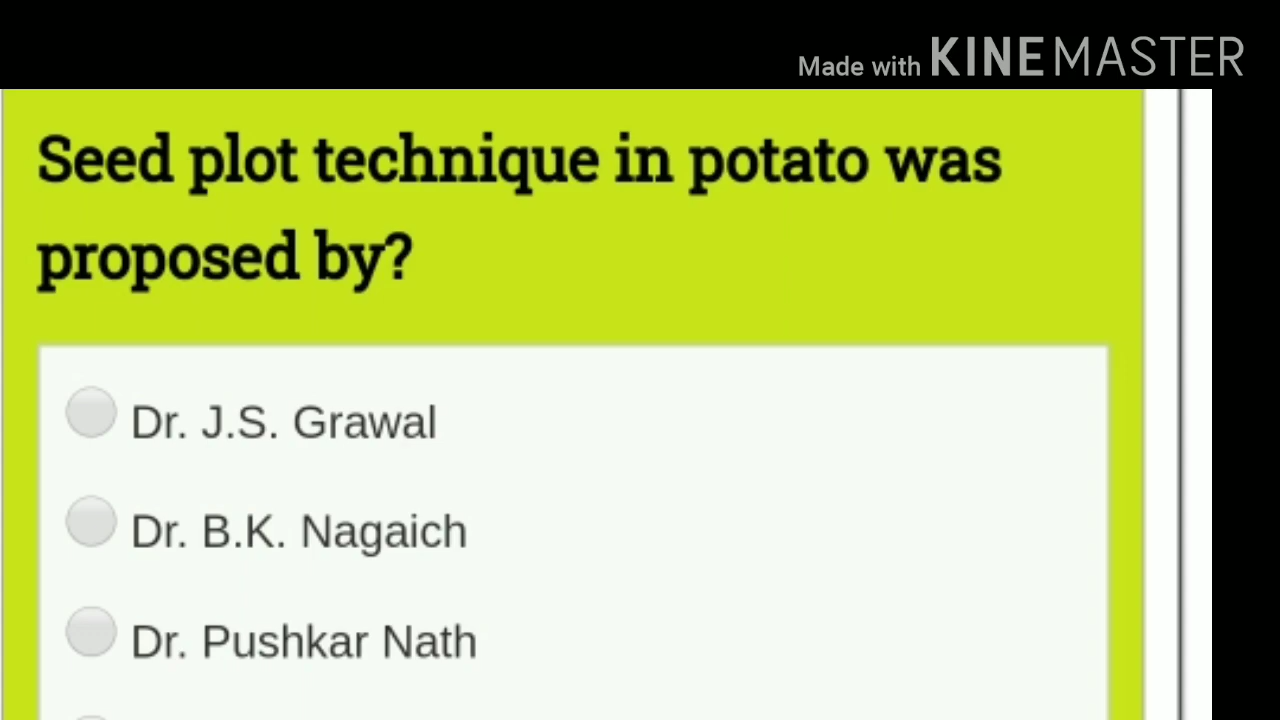 Made with KINEMASTER
Seed plot technique in potato was
proposed by?
Dr. J.S. Grawal
Dr. B.K. Nagaich
Dr. Pushkar Nath